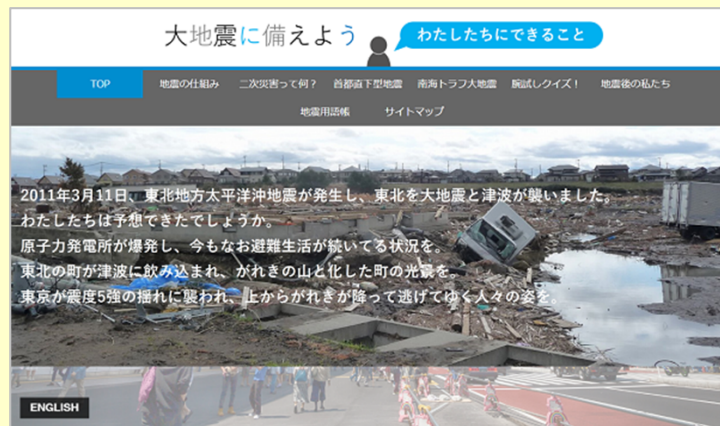 大地震に備えよう
わたしたちにできること
TOP 地震の仕組み 二次災害って何？ 首都直下型地震 南海トラフ大地震 腕試しクイズ！ 地震後の私たち
地震用語帳 サイトマップ
2011年3月11日、東北地方太平洋沖地震が発生し、東北を大地震と津波が襲いました。
わたしたちは予想できたでしょうか。
原子力発電所が爆発し、今もなお避難生活が続いてる状況を。
東北の町が津波に飲み込まれ、がれきの山と化した町の光景を。
東京が震度5強の揺れに襲われ、上からがれきが降って逃げてゆく人々の姿を。
ENGLISH